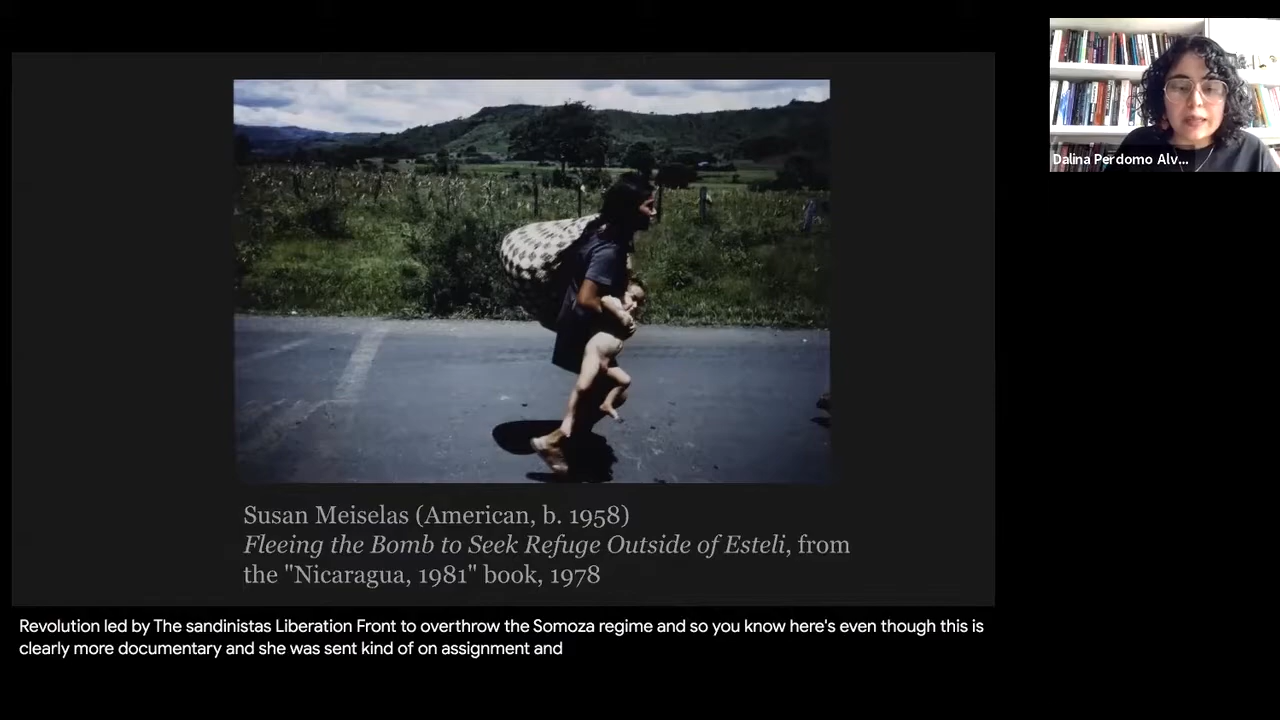 Dalina Perdomo Alv...
Susan Meiselas (American, b. 1958)
Fleeing the Bomb to Seek Refuge Outside of Esteli, from
the "Nicaragua, 1981" book, 1978
Revolution led by The sandinistas Liberation Front to overthrow the Somoza regime and so you know here's even though this is
clearly more documentary and she was sent kind of on assignment and